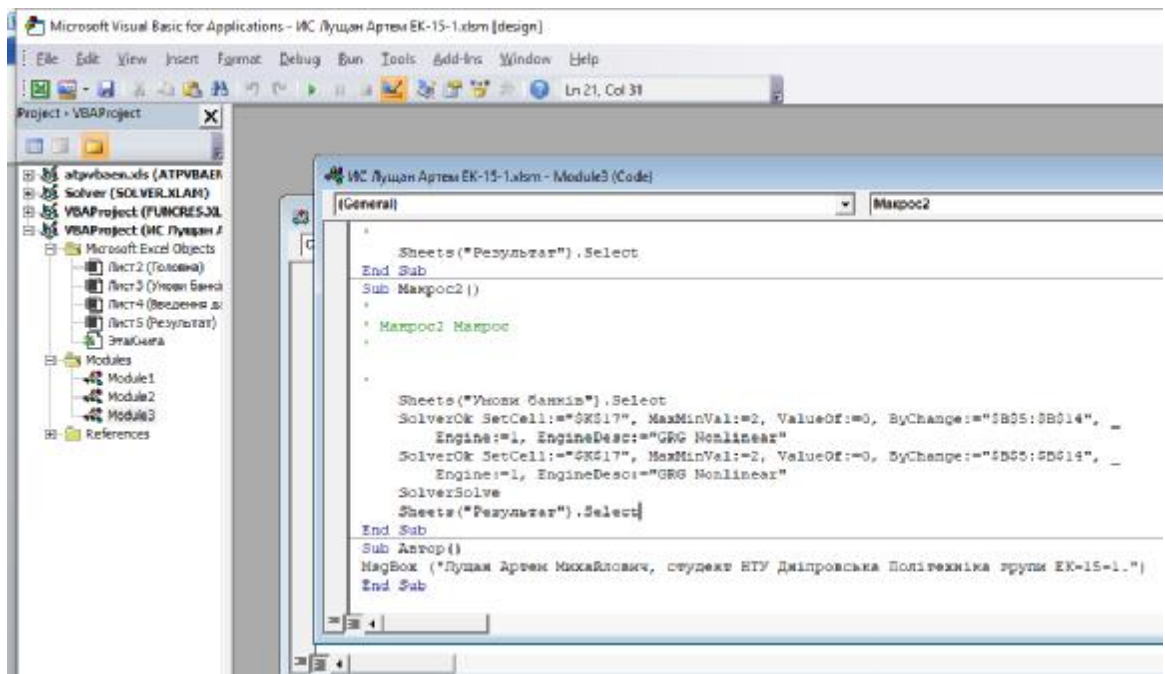 Microsoft Visual Basic for Applications - ИС Лущан Артем ЕК-15-1.xlsm [design]
File Edit View Insert Format Debug Run Tools Add-Ins Window Help
Ln 21, Col 31
Project - VBAProject
atpvbaen.xls (ATPVBAEN
Solver (SOLVER.XLAM)
VBAProject (FUNCRES.XL
VBAProject (ИС Лущан А
Microsoft Excel Objects
Лист2 (Головна)
Лист3 (Умови банкі
Лист4 (Введення да
Лист5 (Результат)
ЭтаКнига
Modules
Module1
Module2
Module3
References
ИС Лущан Артем ЕК-15-1.xlsm - Module3 (Code)
(General)
Макрос2
'
Sheets("Результат").Select
End Sub
Sub Макрос2()
'
' Макрос2 Макрос
'
'
Sheets("Умови банків").Select
SolverOk SetCell:="$K$17", MaxMinVal:=2, ValueOf:=0, ByChange:="$B$5:$B$14", _
Engine:=1, EngineDesc:="GRG Nonlinear"
SolverOk SetCell:="$K$17", MaxMinVal:=2, ValueOf:=0, ByChange:="$B$5:$B$14", _
Engine:=1, EngineDesc:="GRG Nonlinear"
SolverSolve
Sheets("Результат").Select
End Sub
Sub Автор()
MsgBox ("Лущан Артем Михайлович, студент НТУ Дніпровська Політехніка групи ЕК-15-1.")
End Sub